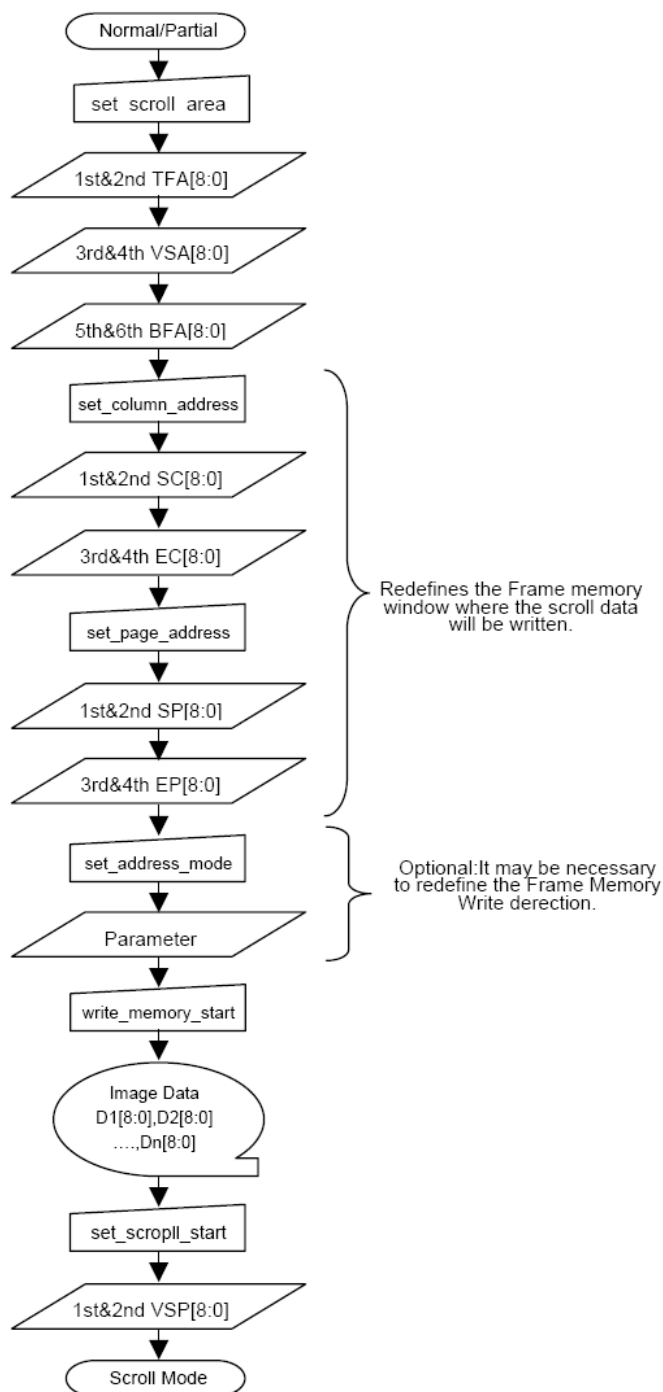 Normal/Partial
set scroll area
1st&2nd TFA[8:0]
3rd&4th VSA[8:0]
5th&6th BFA[8:0]
set_column_address
1st&2nd SC[8:0]
3rd&4th EC[8:0]
set_page_address
1st&2nd SP[8:0]
3rd&4th EP[8:0]
Redefines the Frame memory
window where the scroll data
will be written.
set_address_mode
Parameter
Optional:It may be necessary
to redefine the Frame Memory
Write derection.
write_memory_start
Image Data
D1[8:0],D2[8:0]
....,Dn[8:0]
set_scropll_start
1st&2nd VSP[8:0]
Scroll Mode